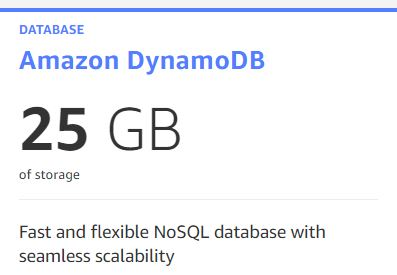 DATABASE
Amazon DynamoDB
25 GB
of storage
Fast and flexible NoSQL database with
seamless scalability